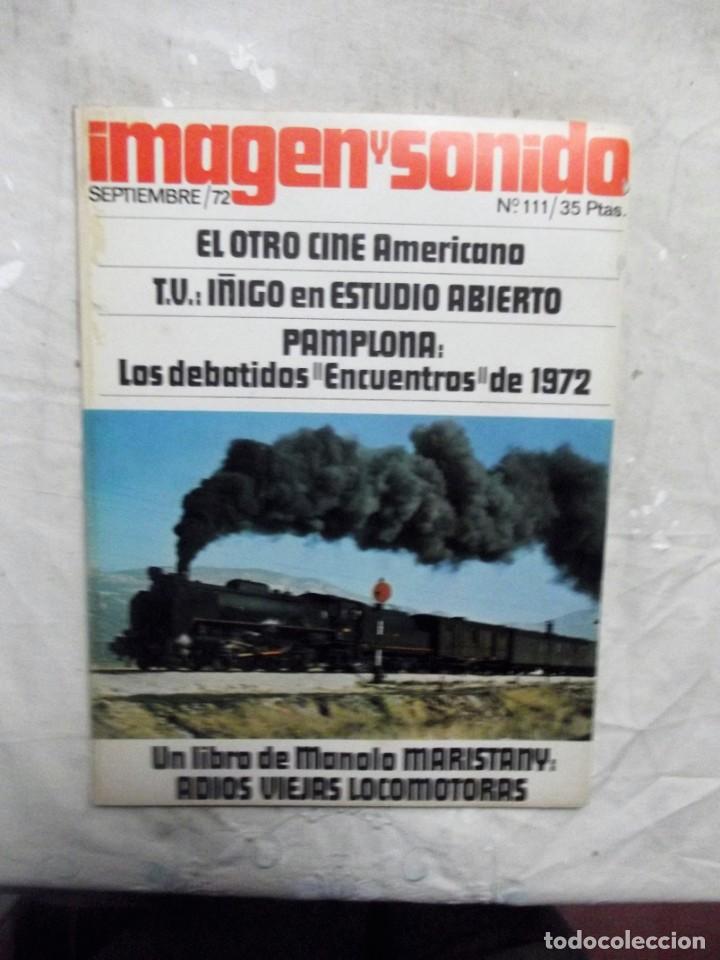 imagen y sonido
SEPTIEMBRE/72
Nº 111/35 Ptas.
EL OTRO CINE Americano
T.V.: IÑIGO en ESTUDIO ABIERTO
PAMPLONA:
Los debatidos "Encuentros" de 1972
Un libro de Manolo MARISTANY:
ADIOS VIEJAS LOCOMOTORAS
todocoleccion